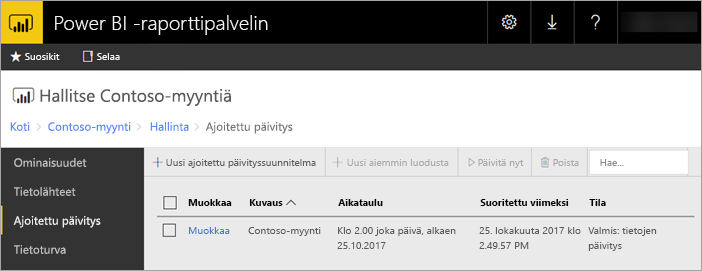 Power BI -raporttipalvelin
?
Suosikit Selaa
Hallitse Contoso-myyntiä
Koti > Contoso-myynti > Hallinta > Ajoitettu päivitys
Ominaisuudet
Tietolähteet
Ajoitettu päivitys
Tietoturva
+ Uusi ajoitettu päivityssuunnitelma + Uusi aiemmin luodusta Päivitä nyt Poista Hae...
Muokkaa Kuvaus Aikataulu Suoritettu viimeksi Tila
Muokkaa Contoso-myynti Klo 2.00 joka päivä, alkaen 25. lokakuuta 2017 klo Valmis: tietojen
25.10.2017 2.49.57 PM päivitys